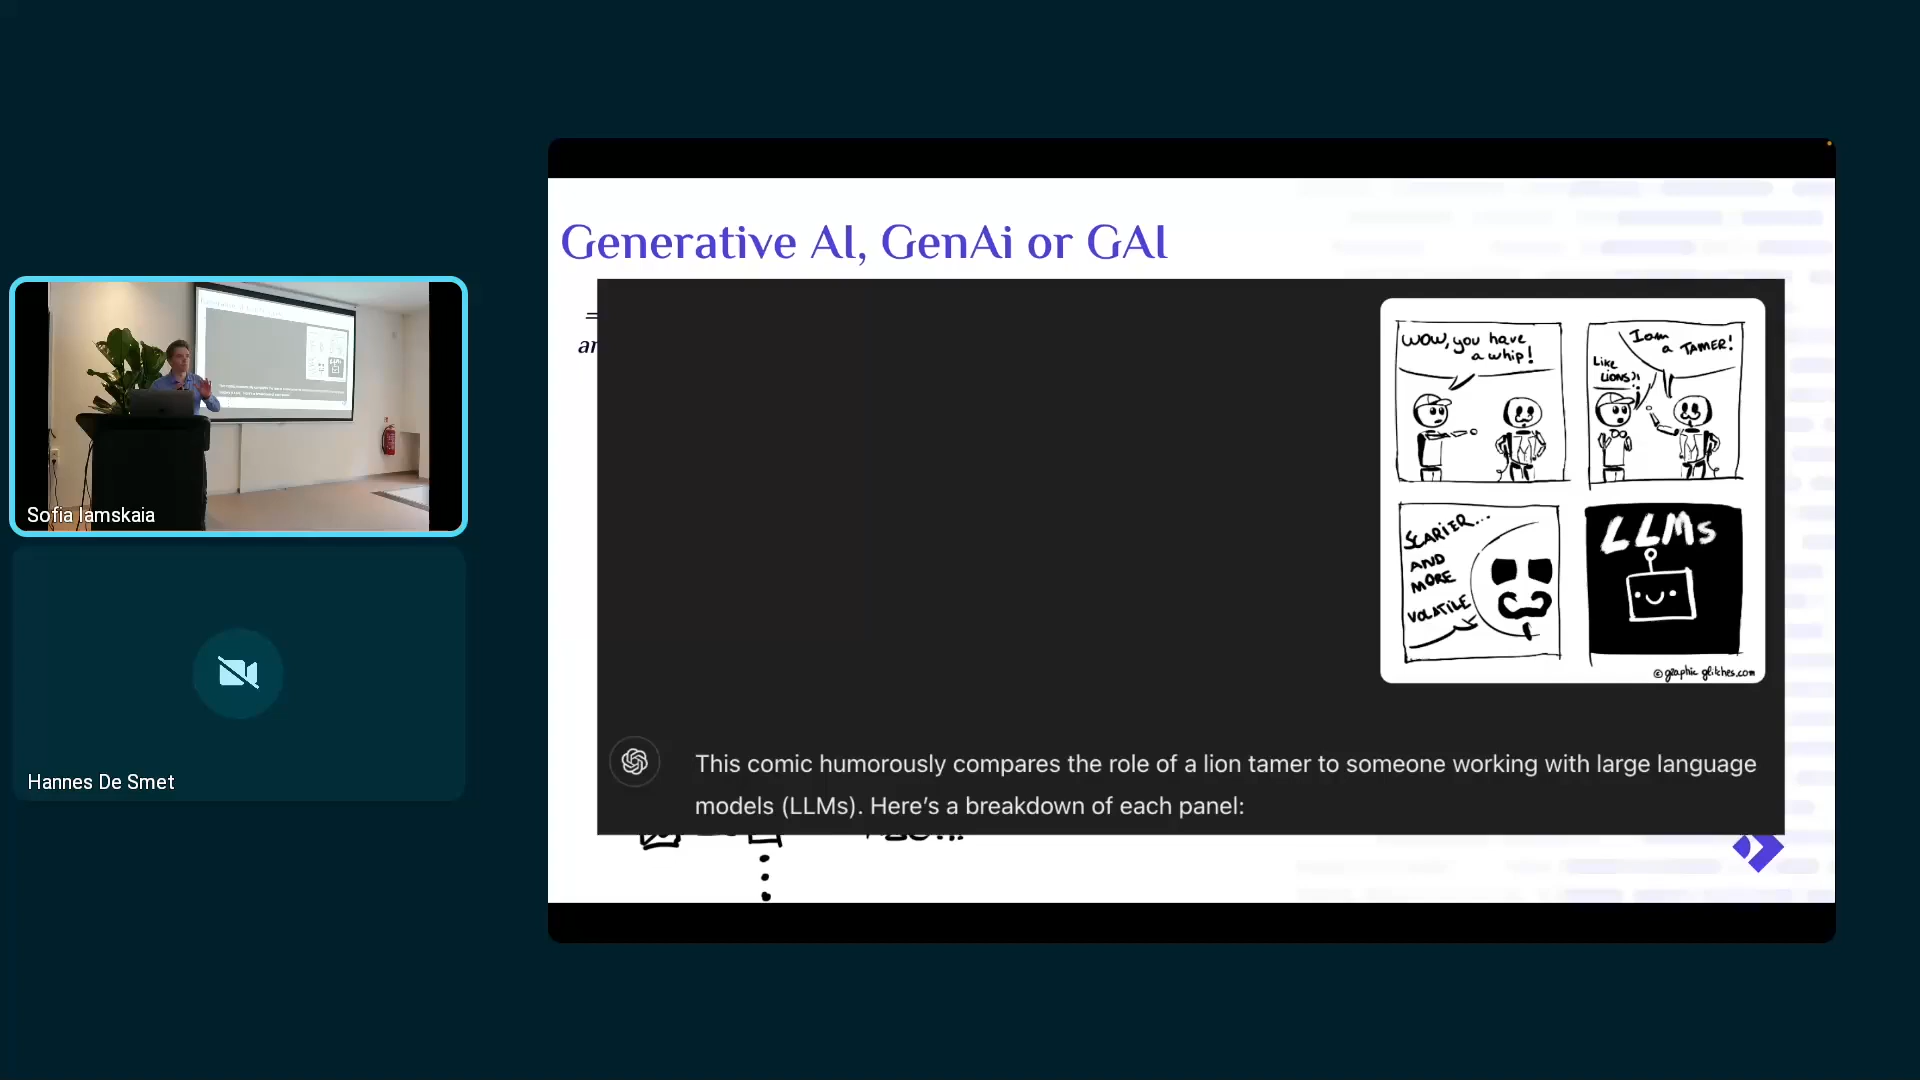 Generative AI, GenAi or GAI
=
ar
wow, you have
a whip!
I am
a TAMER!
Like
LIONS?!
SCARIER...
AND
MORE
VOLATILE
LLMs
© graphic glitches.com
This comic humorously compares the role of a lion tamer to someone working with large language
models (LLMs). Here’s a breakdown of each panel:
Sofia Iamskaia
Hannes De Smet